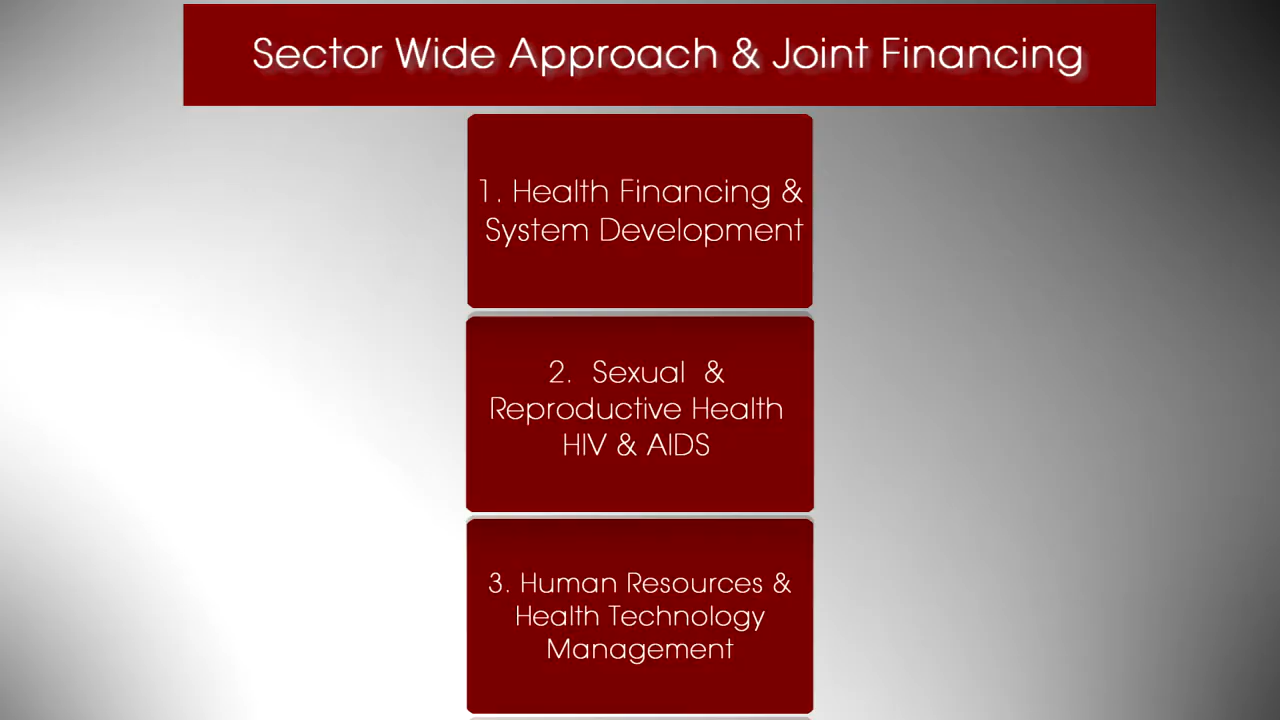 Sector Wide Approach & Joint Financing
1. Health Financing &
System Development
2. Sexual &
Reproductive Health
HIV & AIDS
3. Human Resources &
Health Technology
Management